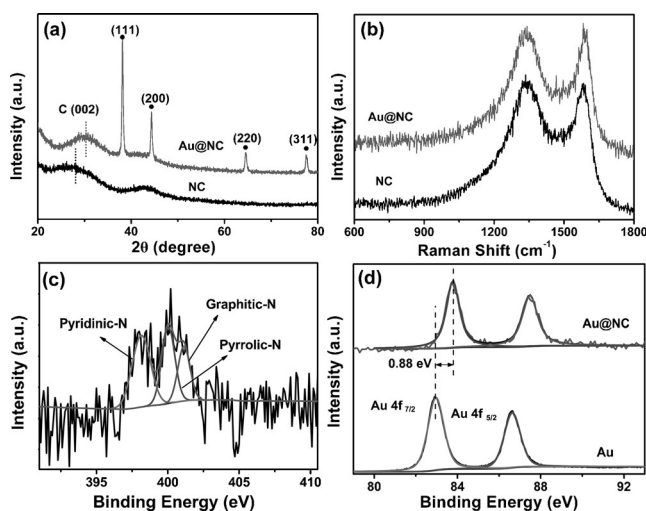 (a)
(111)
(200)
C (002)
(220)
(311)
Au@NC
NC
Intensity (a.u.)
20 40 60 80
2θ (degree)
(b)
Au@NC
NC
Intensity (a.u.)
600 900 1200 1500 1800
Raman Shift (cm-1)
(c)
Pyridinic-N
Graphitic-N
Pyrrolic-N
Intensity (a.u.)
395 400 405 410
Binding Energy (eV)
(d)
Au@NC
0.88 eV
Au 4f 7/2
Au 4f 5/2
Au
Intensity (a.u.)
80 84 88 92
Binding Energy (eV)